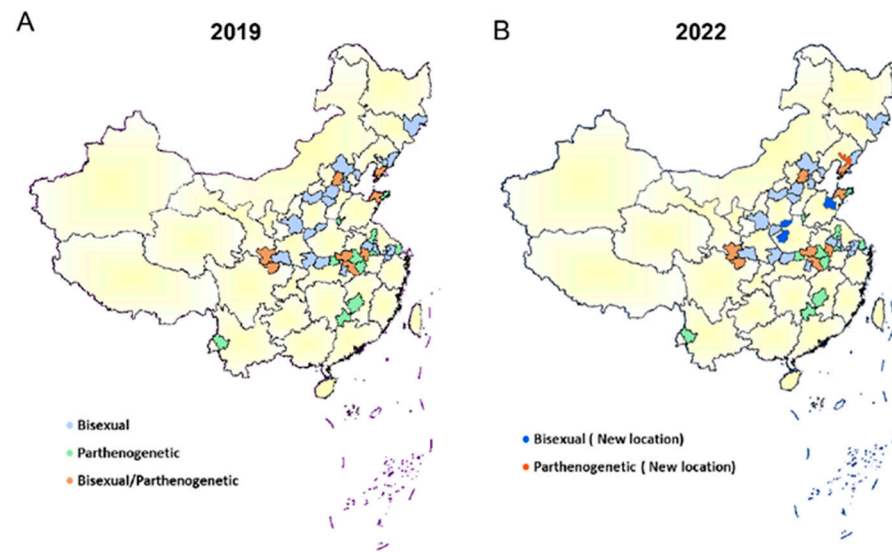 A
2019
Bisexual
Parthenogenetic
Bisexual/Parthenogenetic
B
2022
Bisexual ( New location)
Parthenogenetic ( New location)